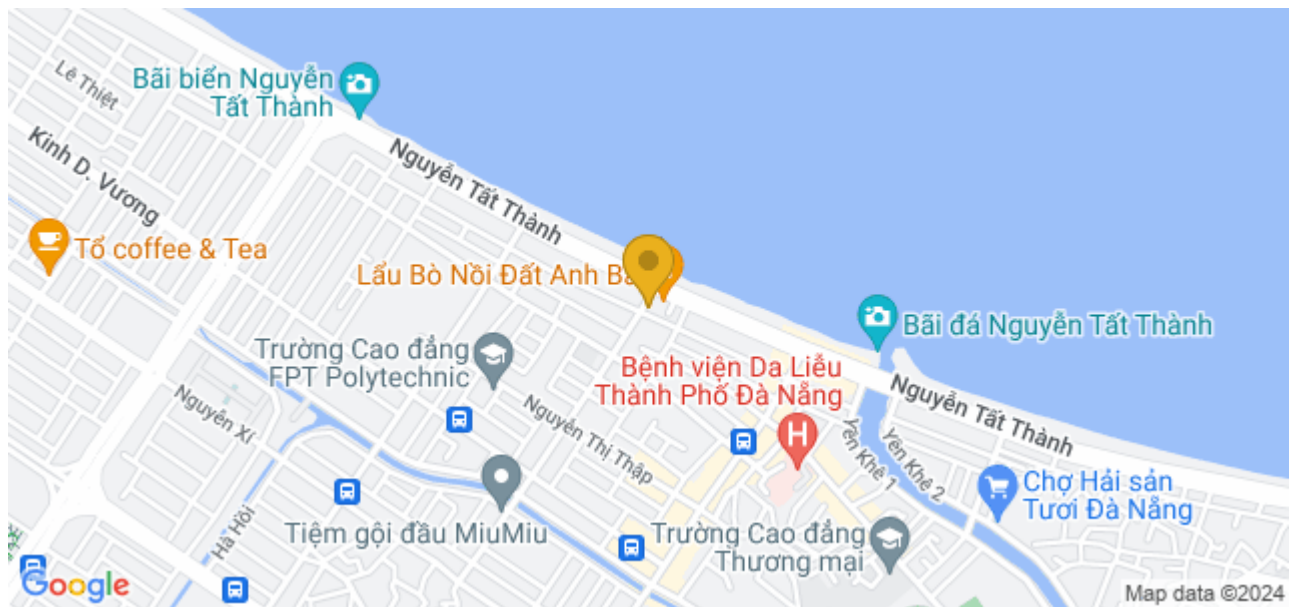 Lê Thiệt
Bãi biển Nguyễn
Tất Thành
Kinh D. Vương
Nguyễn Tất Thành
Tổ coffee & Tea
Lẩu Bò Nồi Đất Anh
Bãi đá Nguyễn Tất Thành
Trường Cao đẳng
FPT Polytechnic
Bệnh viện Da Liễu
Thành Phố Đà Nẵng
H
Nguyễn Xí
Nguyễn Thị Thập
Nguyễn Tất Thành
Yên Khê 1
Yên Khê 2
Chợ Hải sản
Tươi Đà Nẵng
Hà Hồi
Tiệm gội đầu MiuMiu
Trường Cao đẳng
Thương mại
Google
Map data ©2024